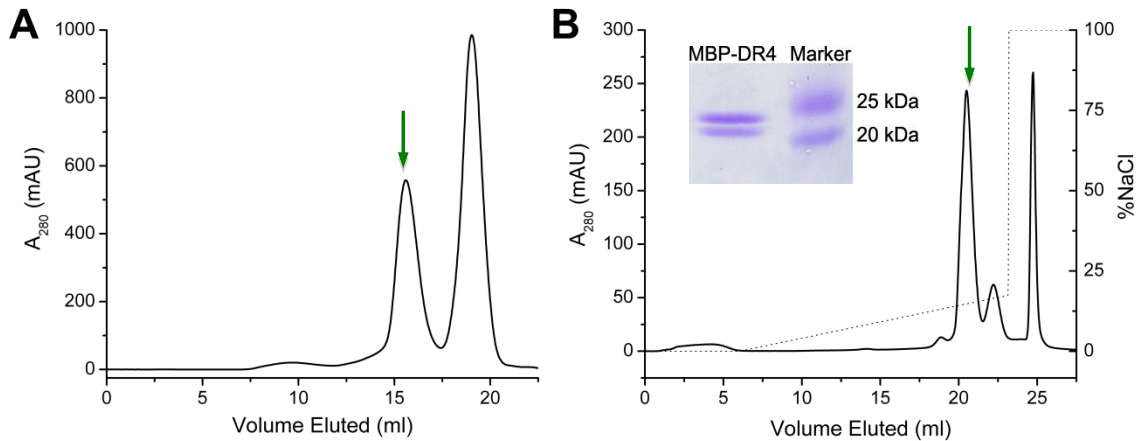 A
1000
800
600
400
200
0
A280 (mAU)
0 5 10 15 20
Volume Eluted (ml)
B
300
250
200
150
100
50
0
A280 (mAU)
MBP-DR4 Marker
25 kDa
20 kDa
100
75
50
25
0
%NaCl
0 5 10 15 20 25
Volume Eluted (ml)